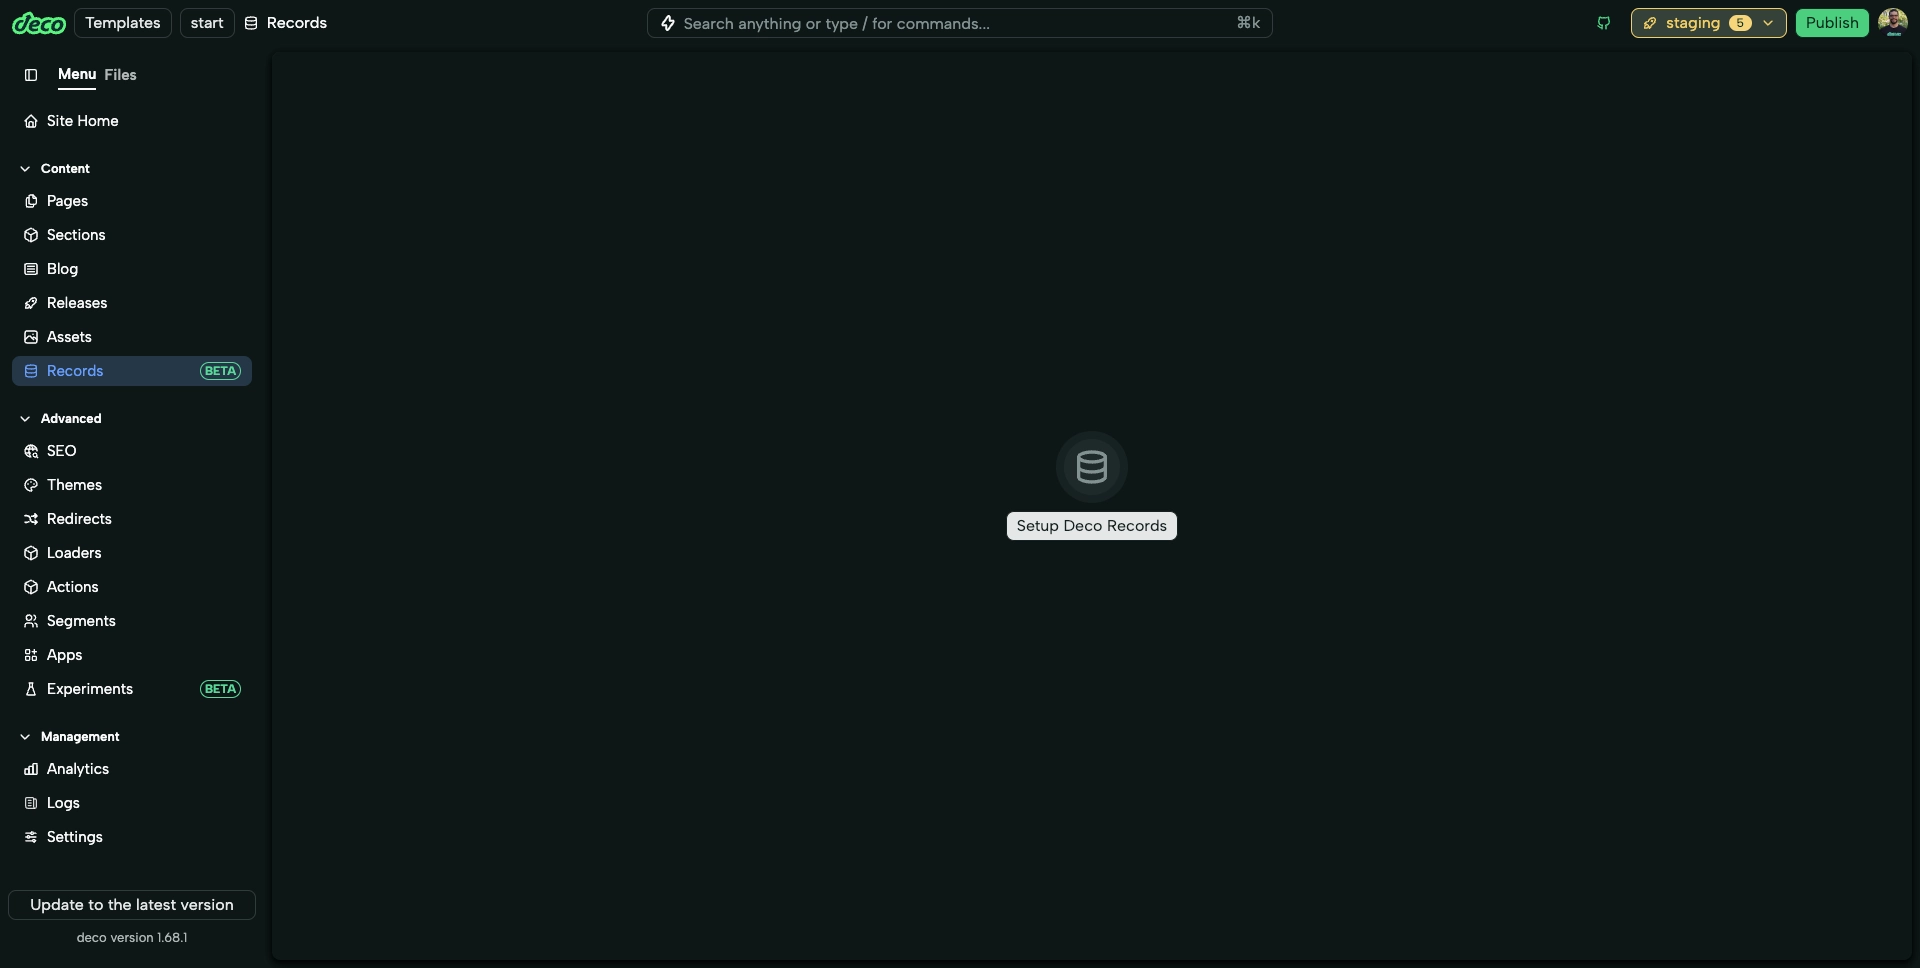 deco
Templates
start
Records
Search anything or type / for commands...
⌘k
staging
5
Publish
Menu
Files
Site Home
Content
Pages
Sections
Blog
Releases
Assets
Records
BETA
Advanced
SEO
Themes
Redirects
Loaders
Actions
Segments
Apps
Experiments
BETA
Management
Analytics
Logs
Settings
Update to the latest version
deco version 1.68.1
Setup Deco Records